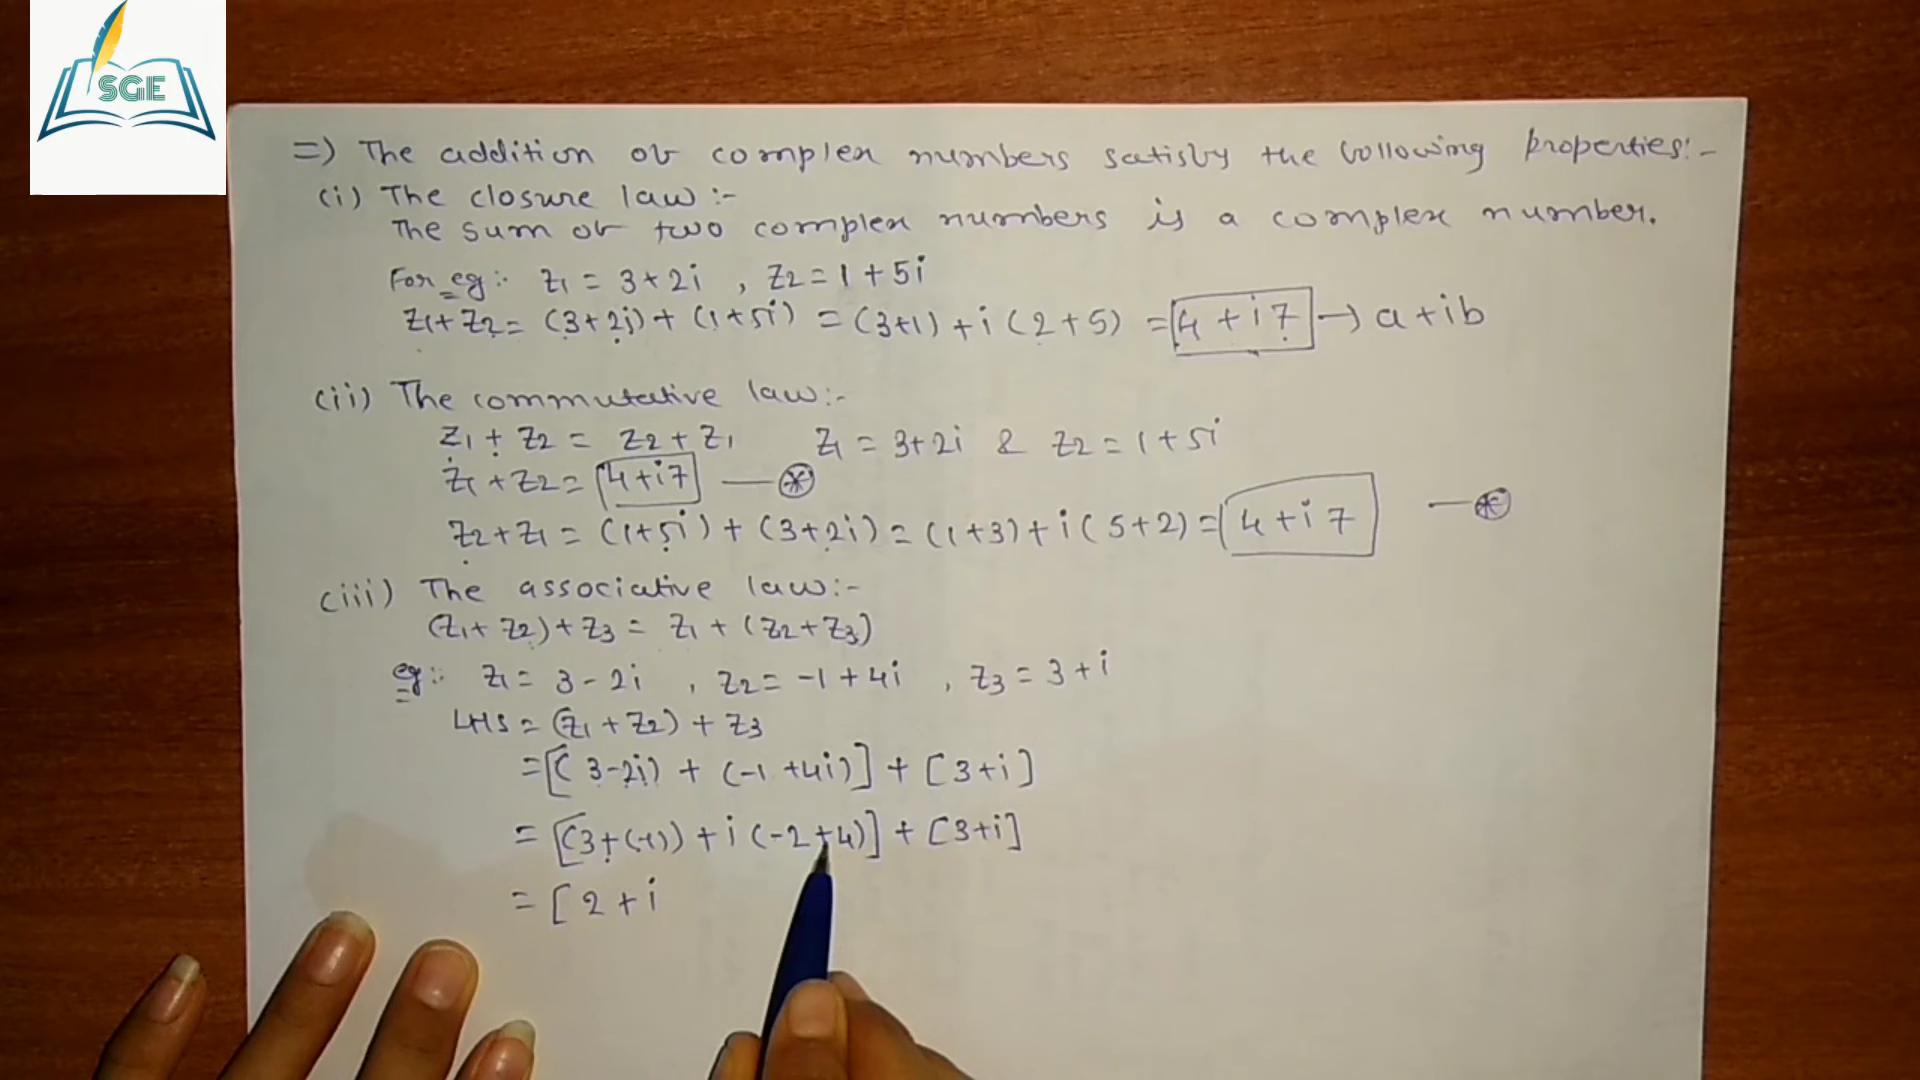 SGE
=) The addition of complex numbers satisfy the following properties:-
(i) The closure law:-
The sum of two complex numbers is a complex number.
For eg:- z1 = 3+2i , z2 = 1+5i
z1+z2 = (3+2i)+(1+5i) = (3+1)+i(2+5) = 4+i7 → a+ib
(ii) The commutative law:-
z1+z2 = z2+z1 z1 = 3+2i & z2 = 1+5i
z1+z2 = 4+i7 — ⊛
z2+z1 = (1+5i)+(3+2i) = (1+3)+i(5+2) = 4+i7 — ⊛
(iii) The associative law:-
(z1+z2)+z3 = z1+(z2+z3)
eg:- z1 = 3-2i , z2 = -1+4i , z3 = 3+i
LHS = (z1+z2)+z3
= [(3-2i)+(-1+4i)]+[3+i]
= [(3+(-1))+i(-2+4)]+[3+i]
= [2+i